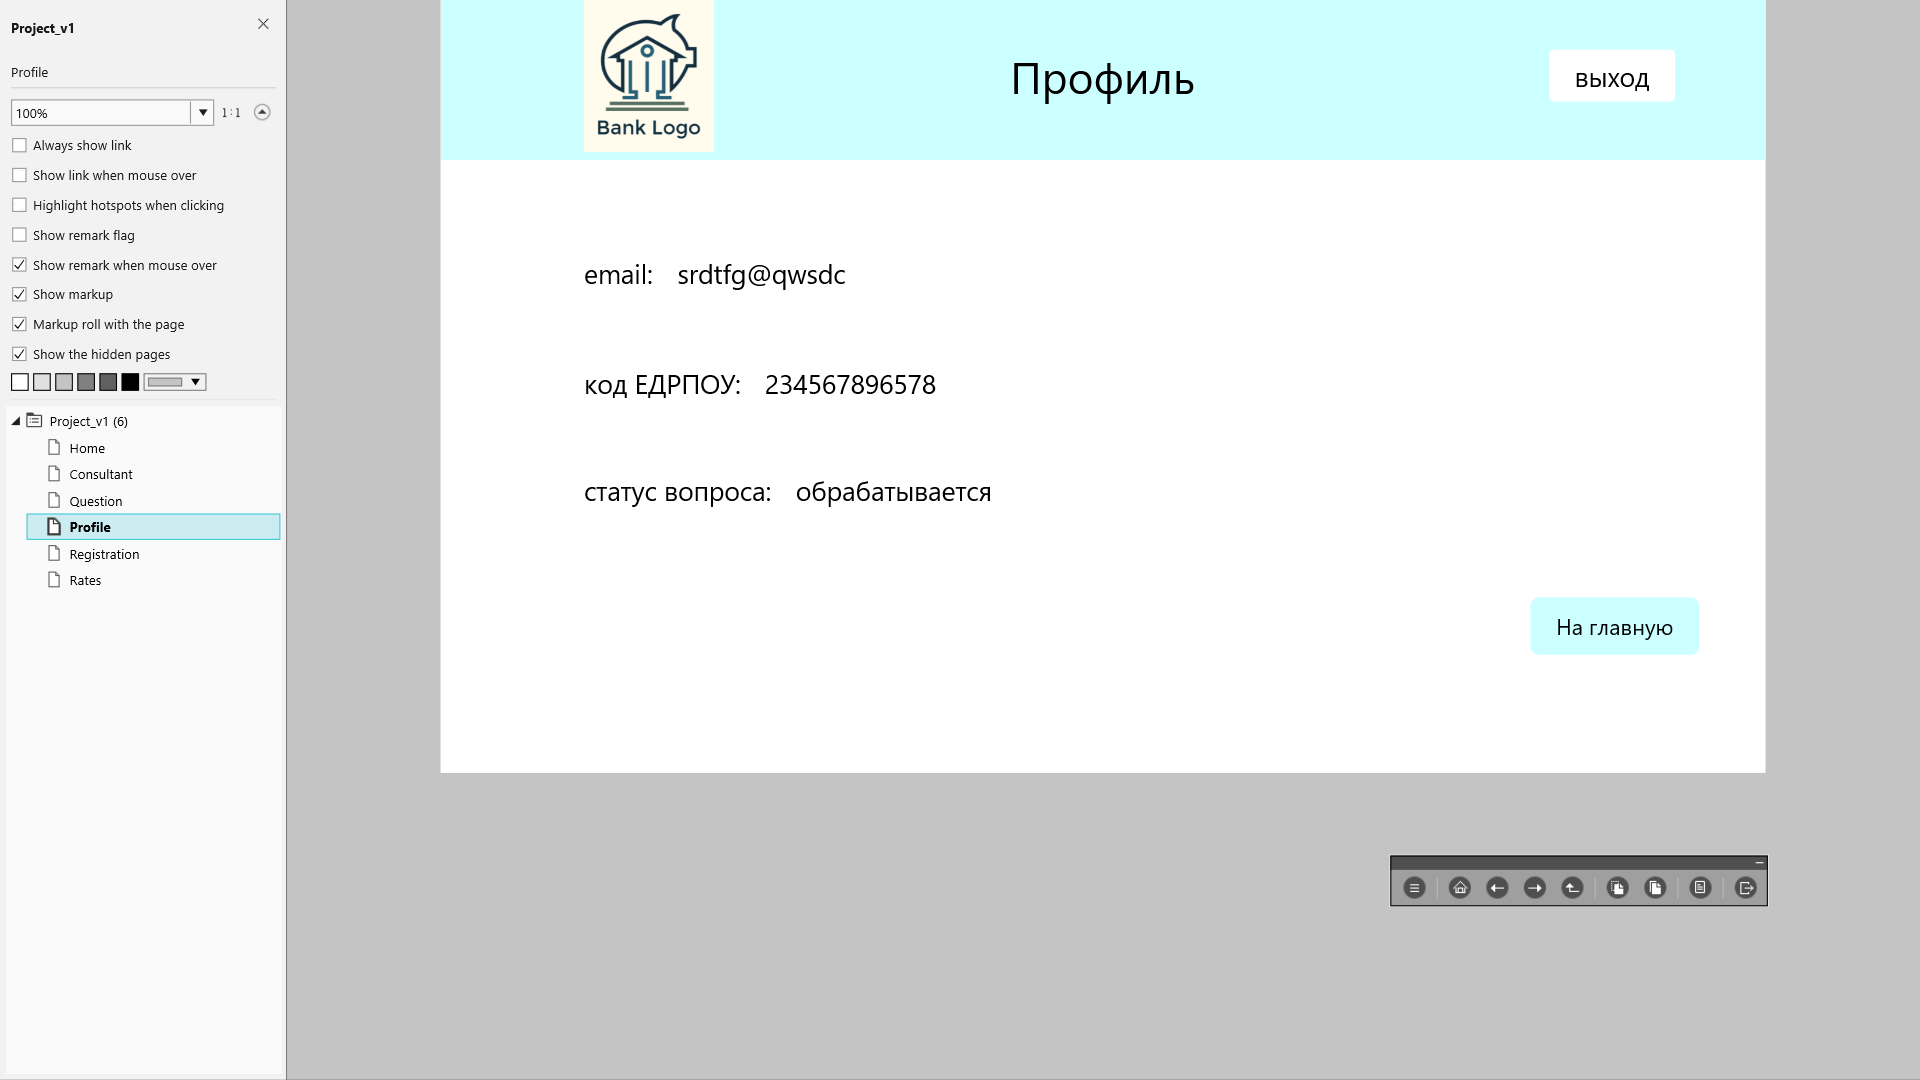 Project_v1
Profile
100%
1:1
Always show link
Show link when mouse over
Highlight hotspots when clicking
Show remark flag
Show remark when mouse over
Show markup
Markup roll with the page
Show the hidden pages
Project_v1 (6)
Home
Consultant
Question
Profile
Registration
Rates
Bank Logo
Профиль
выход
email: srdtfg@qwsdc
код ЕДРПОУ: 234567896578
статус вопроса: обрабатывается
На главную